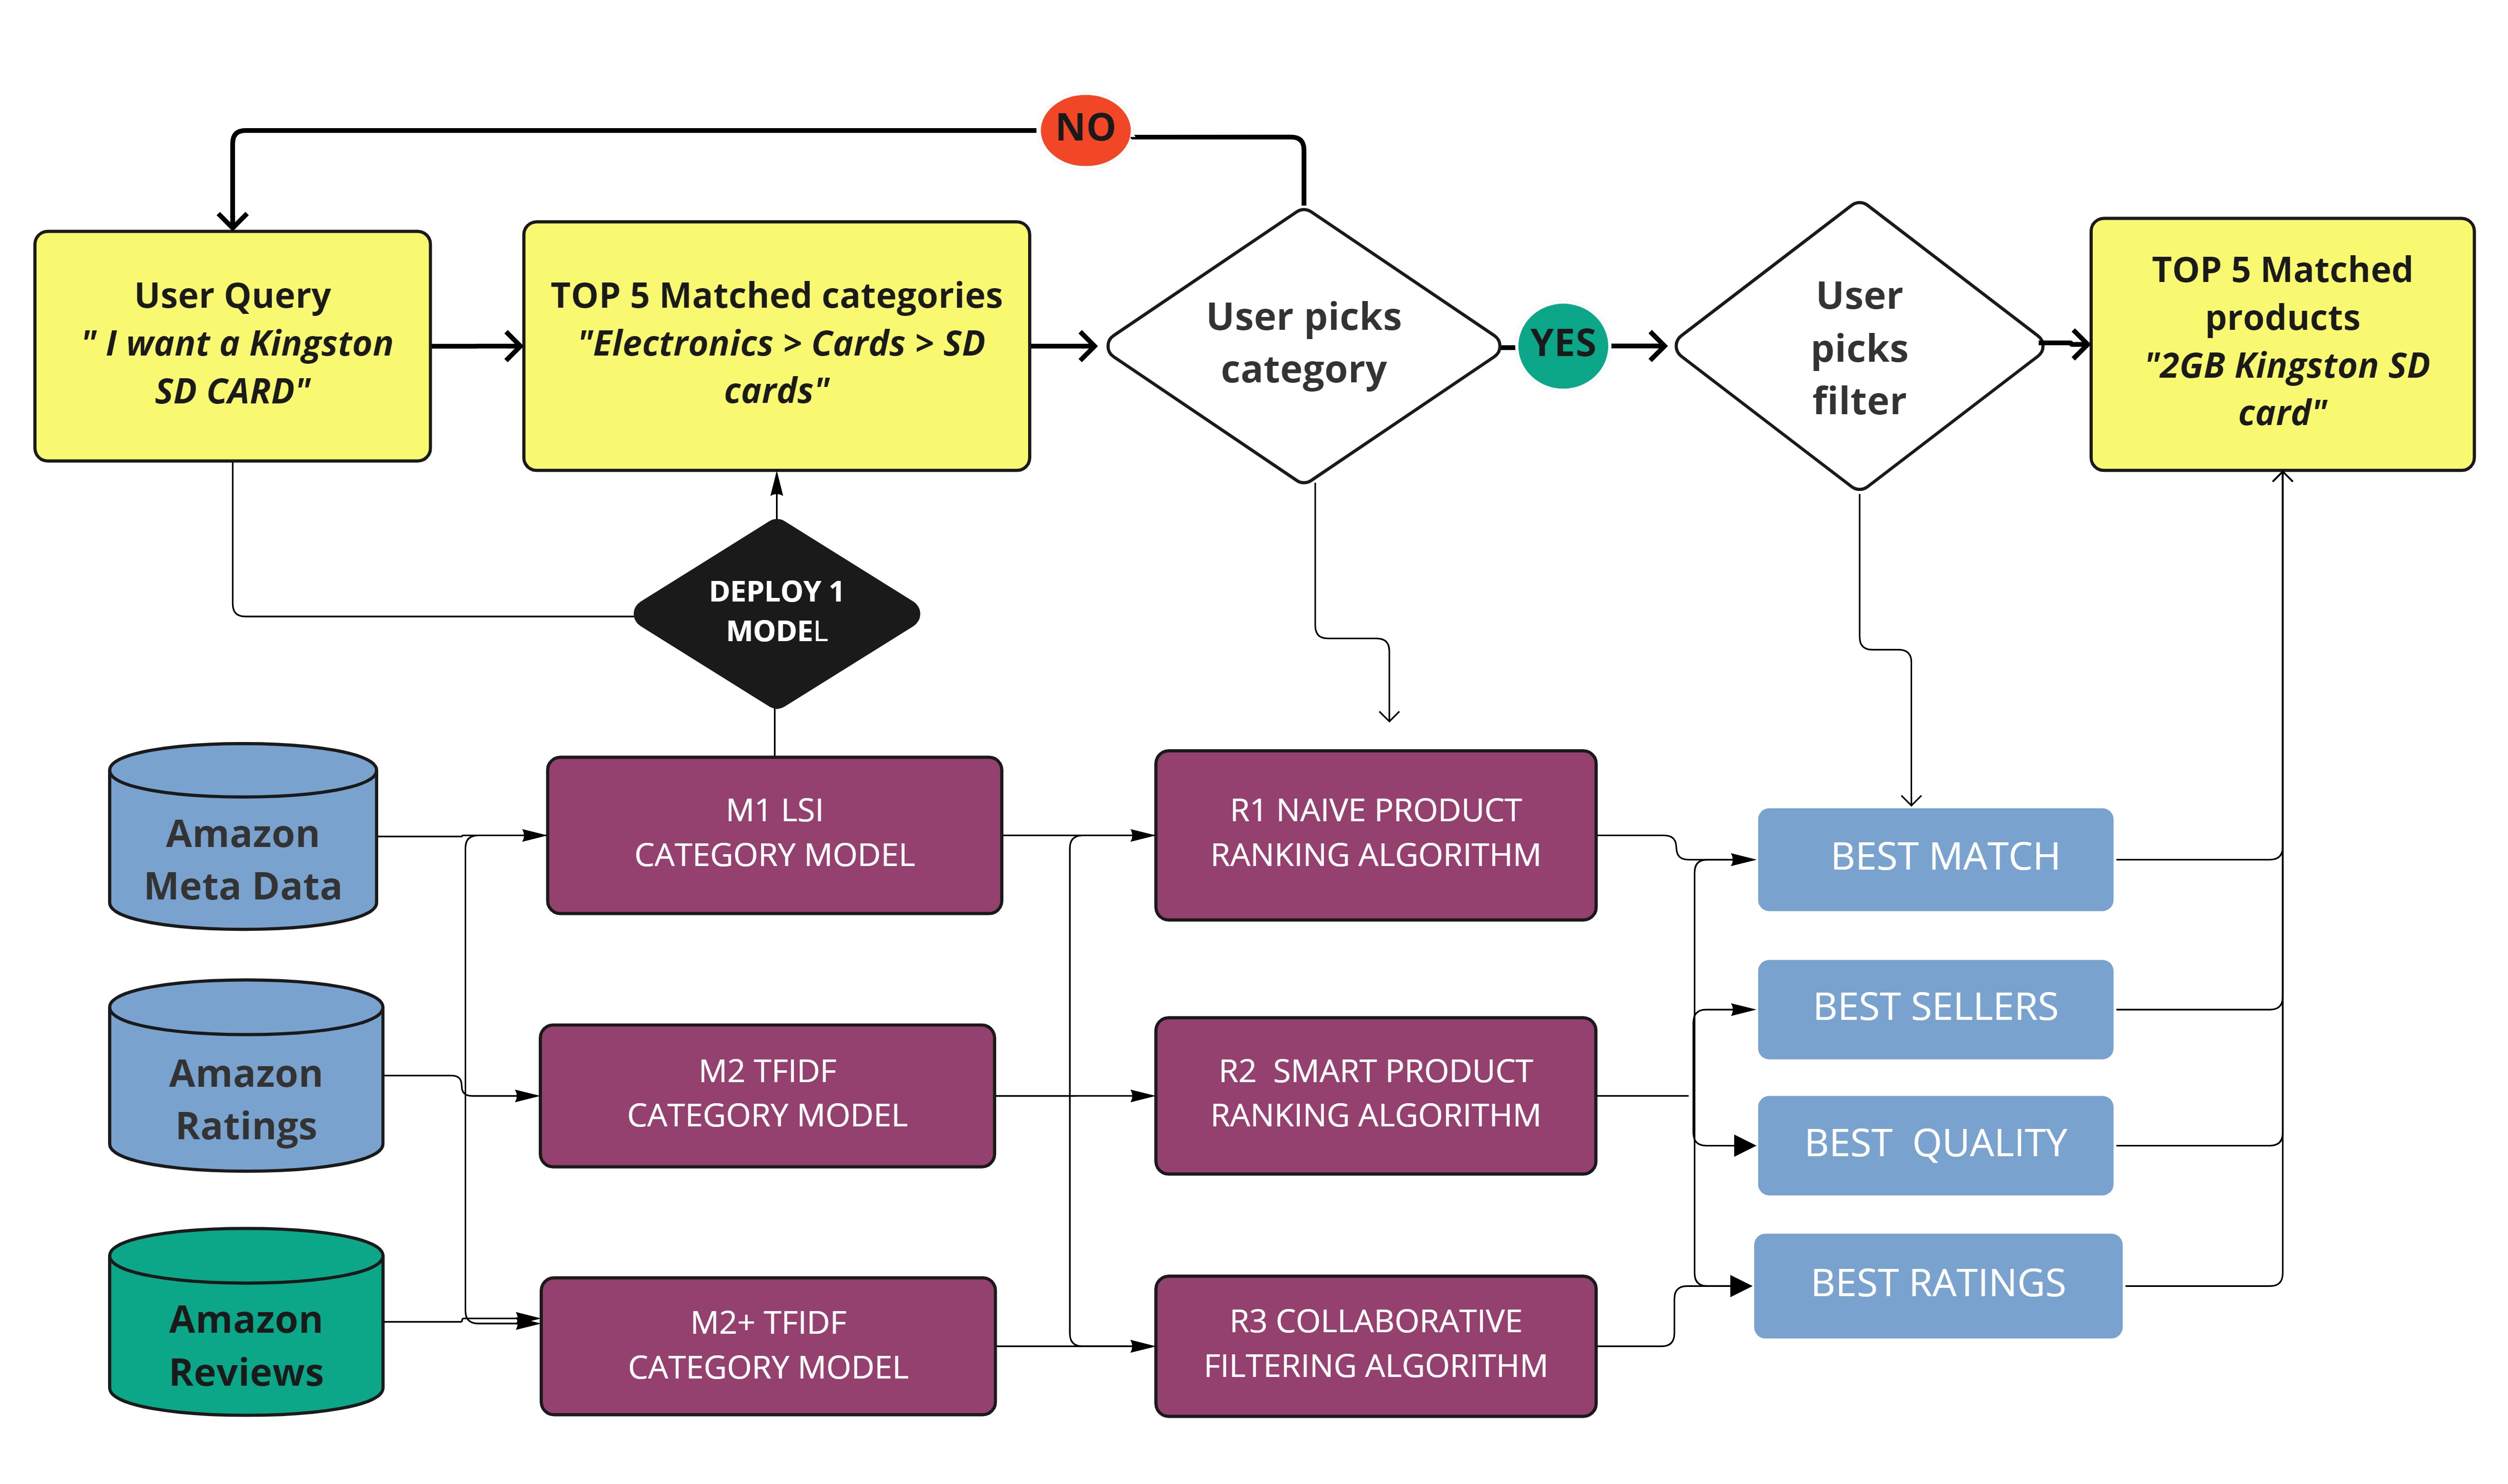 NO
User Query
" I want a Kingston
SD CARD"
TOP 5 Matched categories
"Electronics > Cards > SD
cards"
User picks
category
YES
User
picks
filter
TOP 5 Matched
products
"2GB Kingston SD
card"
DEPLOY 1
MODEL
Amazon
Meta Data
M1 LSI
CATEGORY MODEL
R1 NAIVE PRODUCT
RANKING ALGORITHM
BEST MATCH
BEST SELLERS
Amazon
Ratings
M2 TFIDF
CATEGORY MODEL
R2  SMART PRODUCT
RANKING ALGORITHM
BEST  QUALITY
Amazon
Reviews
M2+ TFIDF
CATEGORY MODEL
R3 COLLABORATIVE
FILTERING ALGORITHM
BEST RATINGS